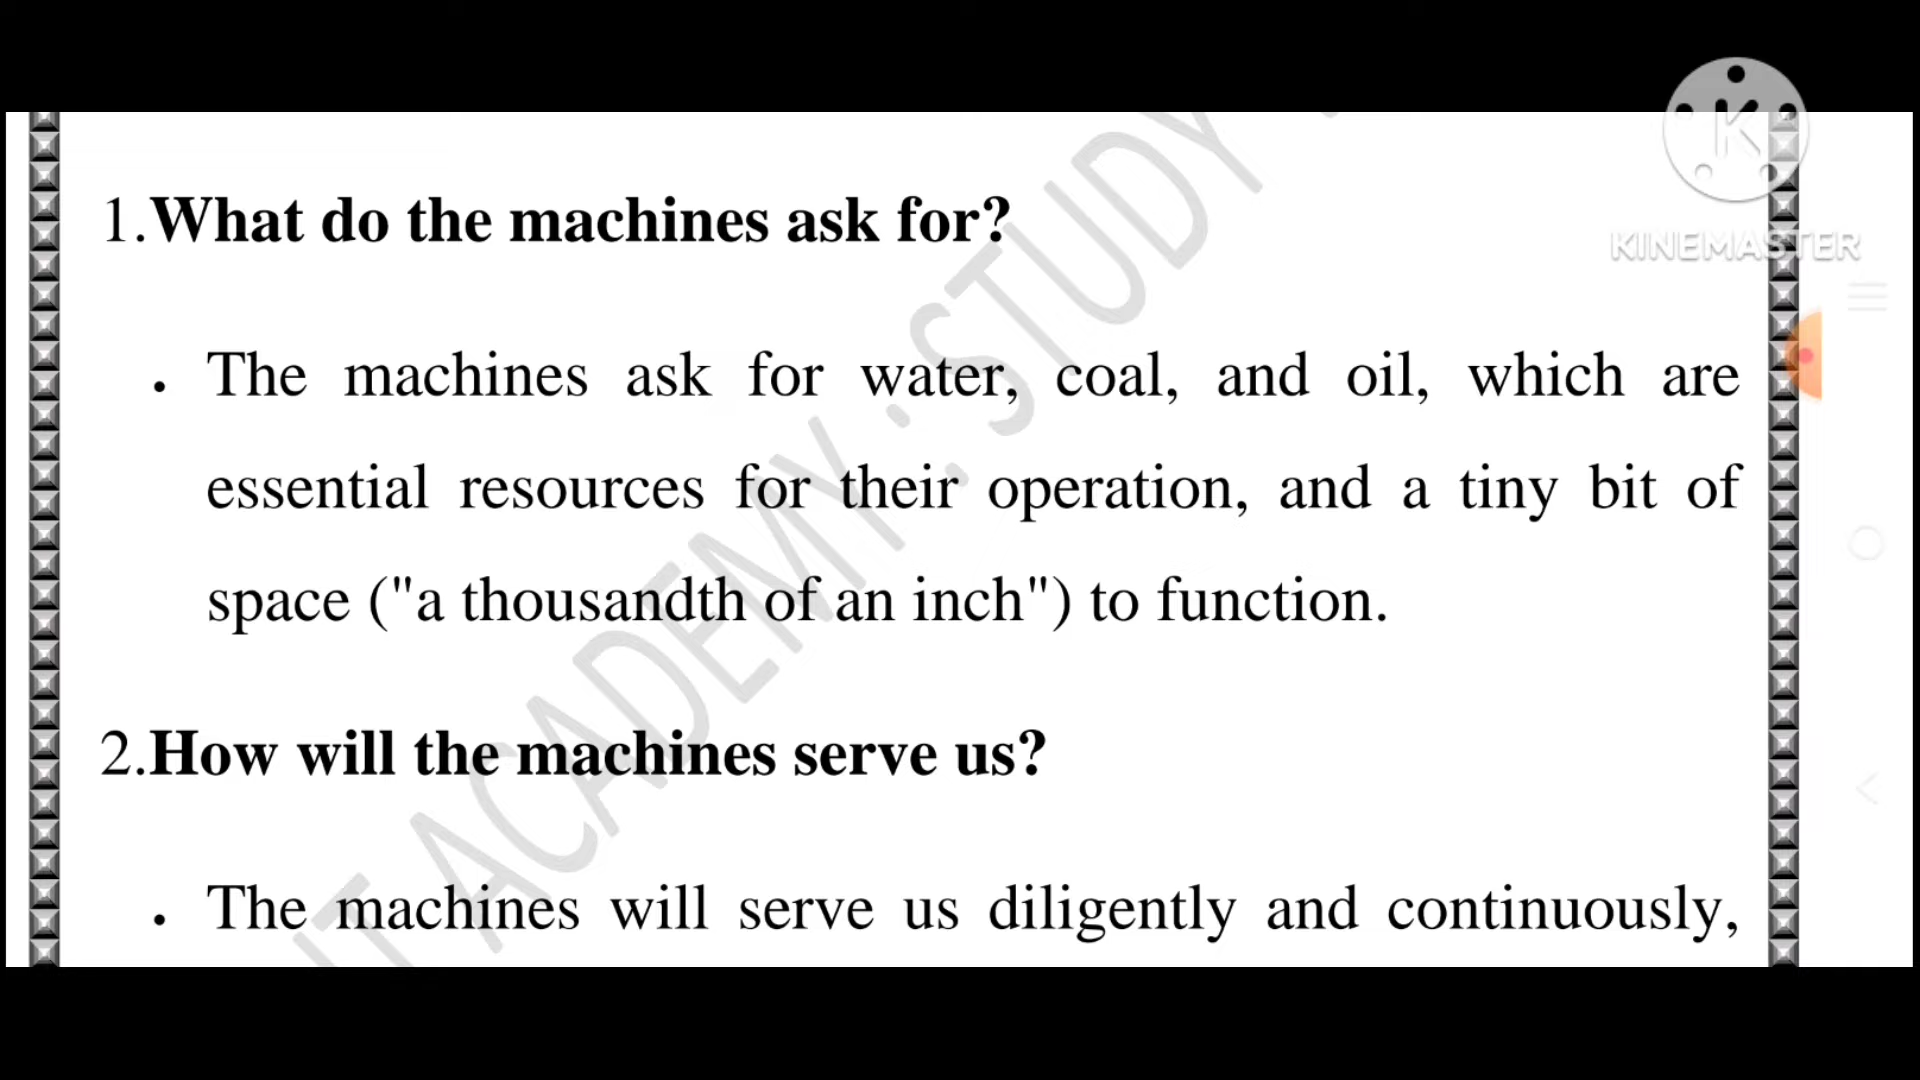 KINEMASTER
1.What do the machines ask for?
• The machines ask for water, coal, and oil, which are
essential resources for their operation, and a tiny bit of
space ("a thousandth of an inch") to function.
2.How will the machines serve us?
• The machines will serve us diligently and continuously,
IT ACADEMY : STUDY